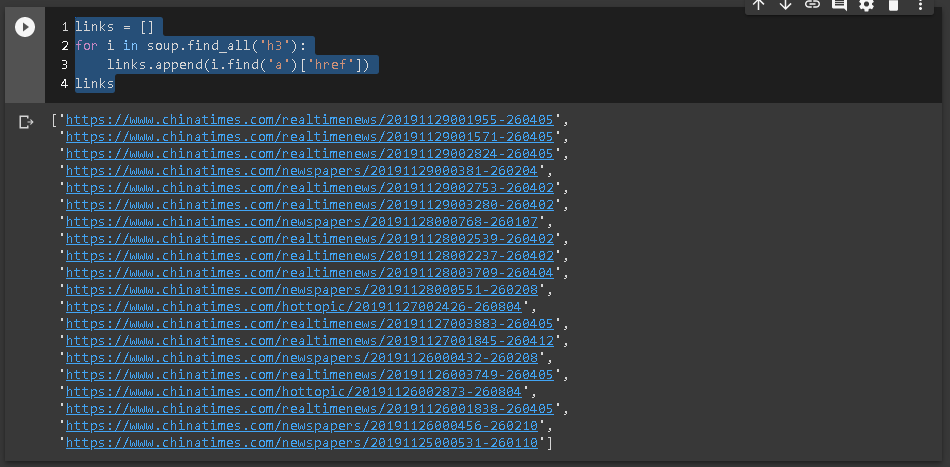 1 links = []
2 for i in soup.find_all('h3'):
3     links.append(i.find('a')['href'])
4 links
['https://www.chinatimes.com/realtimenews/20191129001955-260405',
'https://www.chinatimes.com/realtimenews/20191129001571-260405',
'https://www.chinatimes.com/realtimenews/20191129002824-260405',
'https://www.chinatimes.com/newspapers/20191129000381-260204',
'https://www.chinatimes.com/realtimenews/20191129002753-260402',
'https://www.chinatimes.com/realtimenews/20191129003280-260402',
'https://www.chinatimes.com/newspapers/20191128000768-260107',
'https://www.chinatimes.com/realtimenews/20191128002539-260402',
'https://www.chinatimes.com/realtimenews/20191128002237-260402',
'https://www.chinatimes.com/realtimenews/20191128003709-260404',
'https://www.chinatimes.com/newspapers/20191128000551-260208',
'https://www.chinatimes.com/hottopic/20191127002426-260804',
'https://www.chinatimes.com/realtimenews/20191127003883-260405',
'https://www.chinatimes.com/realtimenews/20191127001845-260412',
'https://www.chinatimes.com/newspapers/20191126000432-260208',
'https://www.chinatimes.com/realtimenews/20191126003749-260405',
'https://www.chinatimes.com/hottopic/20191126002873-260804',
'https://www.chinatimes.com/realtimenews/20191126001838-260405',
'https://www.chinatimes.com/newspapers/20191126000456-260210',
'https://www.chinatimes.com/newspapers/20191125000531-260110']